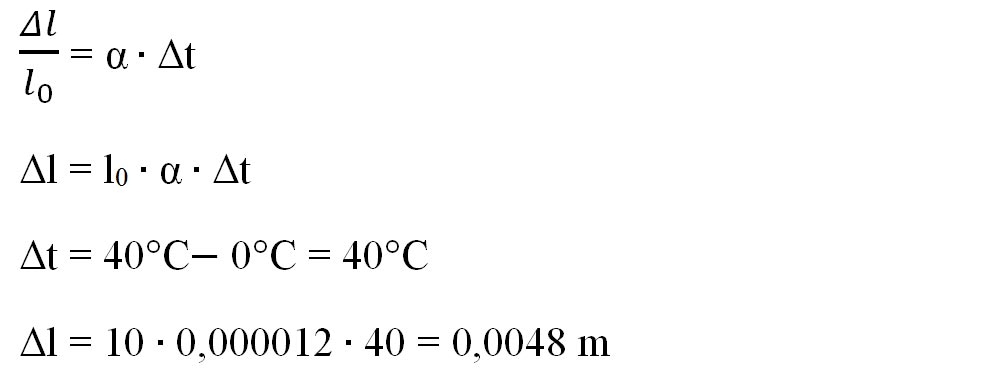 Δl/l₀ = α · Δt
Δl = l₀ · α · Δt
Δt = 40°C− 0°C = 40°C
Δl = 10 · 0,000012 · 40 = 0,0048 m